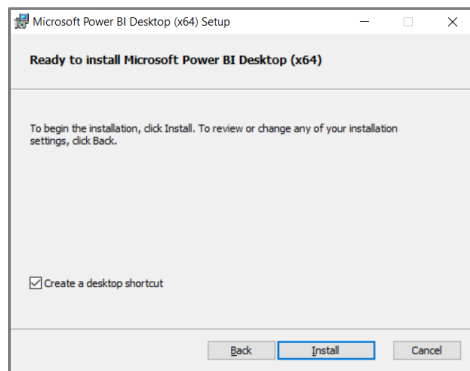 Microsoft Power BI Desktop (x64) Setup
Ready to install Microsoft Power BI Desktop (x64)
To begin the installation, click Install. To review or change any of your installation
settings, click Back.
Create a desktop shortcut
Back Install Cancel